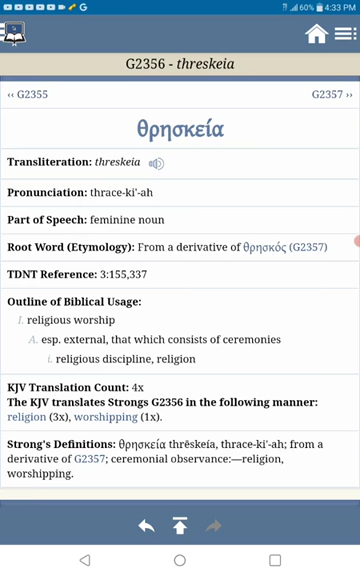 60% 4:33 PM
G2356 - threskeia
‹‹ G2355 G2357 ››
θρησκεία
Transliteration: threskeia
Pronunciation: thrace-ki'-ah
Part of Speech: feminine noun
Root Word (Etymology): From a derivative of θρησκός (G2357)
TDNT Reference: 3:155,337
Outline of Biblical Usage:
I. religious worship
A. esp. external, that which consists of ceremonies
i. religious discipline, religion
KJV Translation Count: 4x
The KJV translates Strongs G2356 in the following manner:
religion (3x), worshipping (1x).
Strong's Definitions: θρησκεία thrēskeía, thrace-ki'-ah; from a
derivative of G2357; ceremonial observance:—religion,
worshipping.